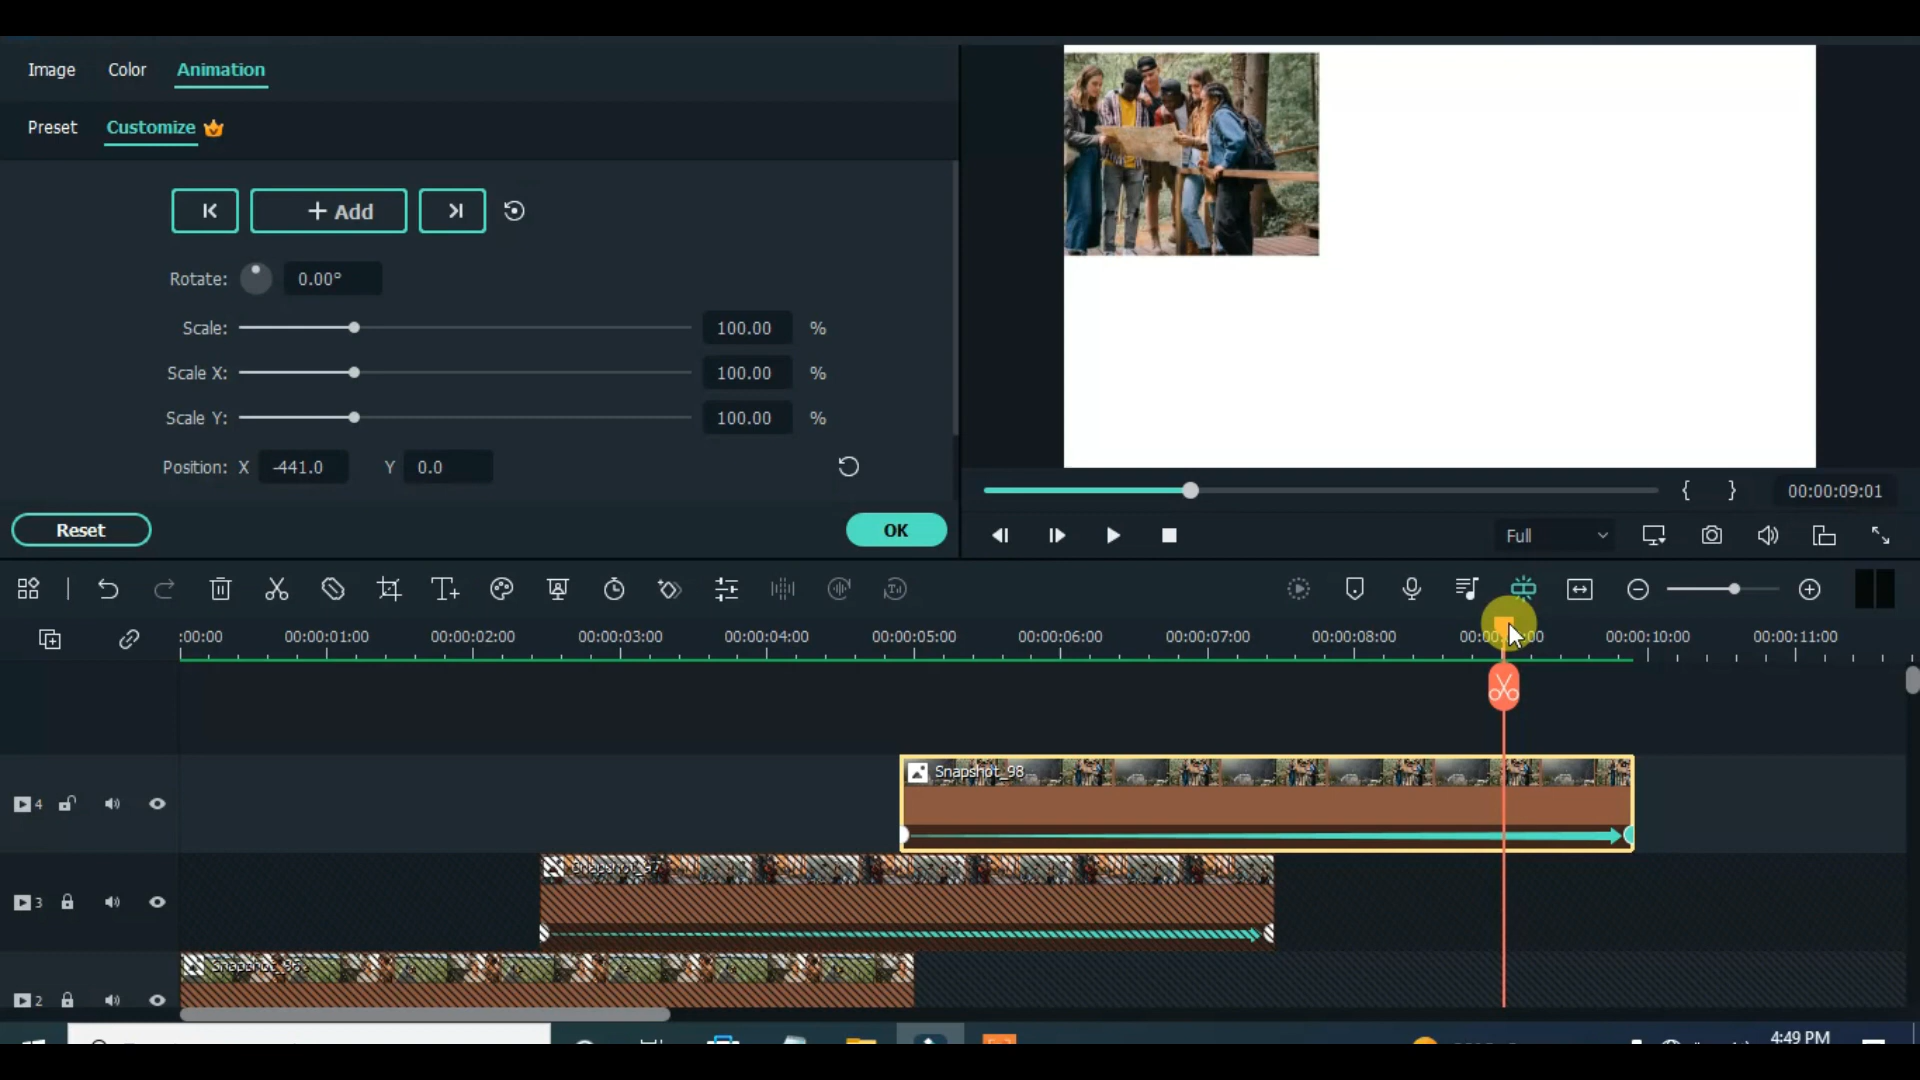 Image Color Animation
Preset Customize
+ Add
Rotate: 0.00°
Scale: 100.00 %
Scale X: 100.00 %
Scale Y: 100.00 %
Position: X -441.0 Y 0.0
Reset OK
{ } 00:00:09:01
Full
:00:00 00:00:01:00 00:00:02:00 00:00:03:00 00:00:04:00 00:00:05:00 00:00:06:00 00:00:07:00 00:00:08:00 00:00:10:00 00:00:11:00
Snapshot_98
4
Snapshot_97
3
Snapshot_96
2
4:49 PM